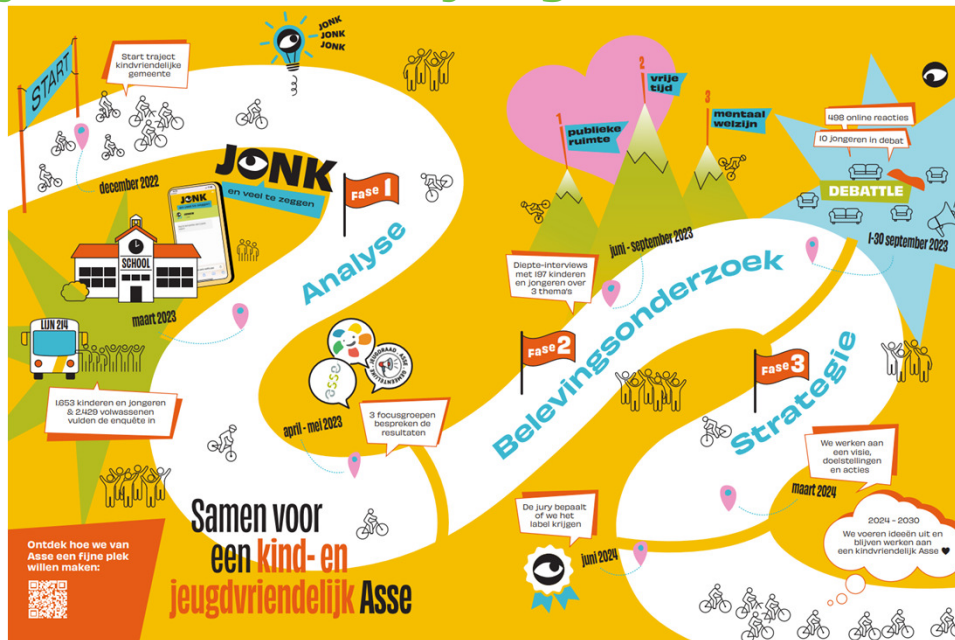 START
Start traject
kindvriendelijke
gemeente
december 2022
JONK
JONK
JONK
JONK
en veel te zeggen
JONK
SCHOOL
maart 2023
LIJN 214
1.653 kinderen en jongeren
& 2.429 volwassenen
vulden de enquête in
Fase 1
Analyse
asse
JEUGDRAAD ASSE
GEMEENTELIJKE
april - mei 2023
3 focusgroepen
bespreken de
resultaten
1
publieke
ruimte
2
vrije
tijd
3
mentaal
welzijn
juni - september 2023
Diepte-interviews
met 197 kinderen
en jongeren over
3 thema's
Fase 2
Belevingsonderzoek
498 online reacties
10 jongeren in debat
DEBATTLE
1-30 september 2023
Fase 3
Strategie
We werken aan
een visie,
doelstellingen
en acties
maart 2024
De jury bepaalt
of we het
label krijgen
juni 2024
2024 - 2030
We voeren ideeën uit en
blijven werken aan
een kindvriendelijk Asse
Samen voor
een kind- en
jeugdvriendelijk Asse
Ontdek hoe we van
Asse een fijne plek
willen maken: